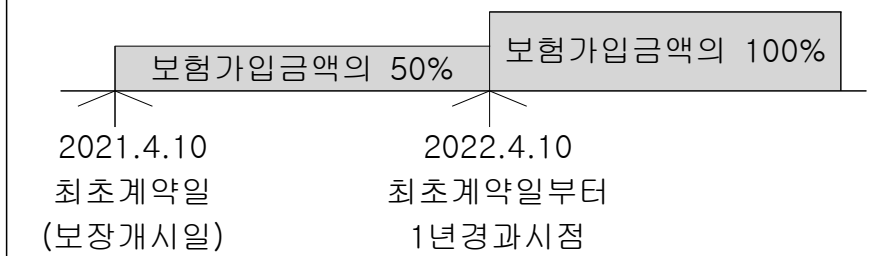 보험가입금액의 50%
보험가입금액의 100%
2021.4.10
최초계약일
(보장개시일)
2022.4.10
최초계약일부터
1년경과시점